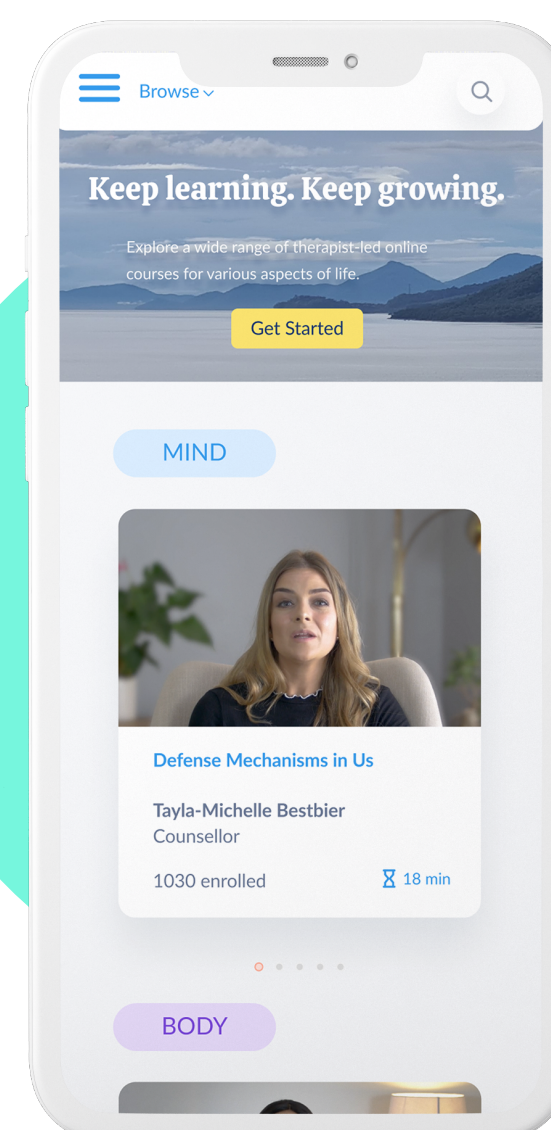 Browse
Keep learning. Keep growing.
Explore a wide range of therapist-led online
courses for various aspects of life.
Get Started
MIND
Defense Mechanisms in Us
Tayla-Michelle Bestbier
Counsellor
1030 enrolled
18 min
BODY